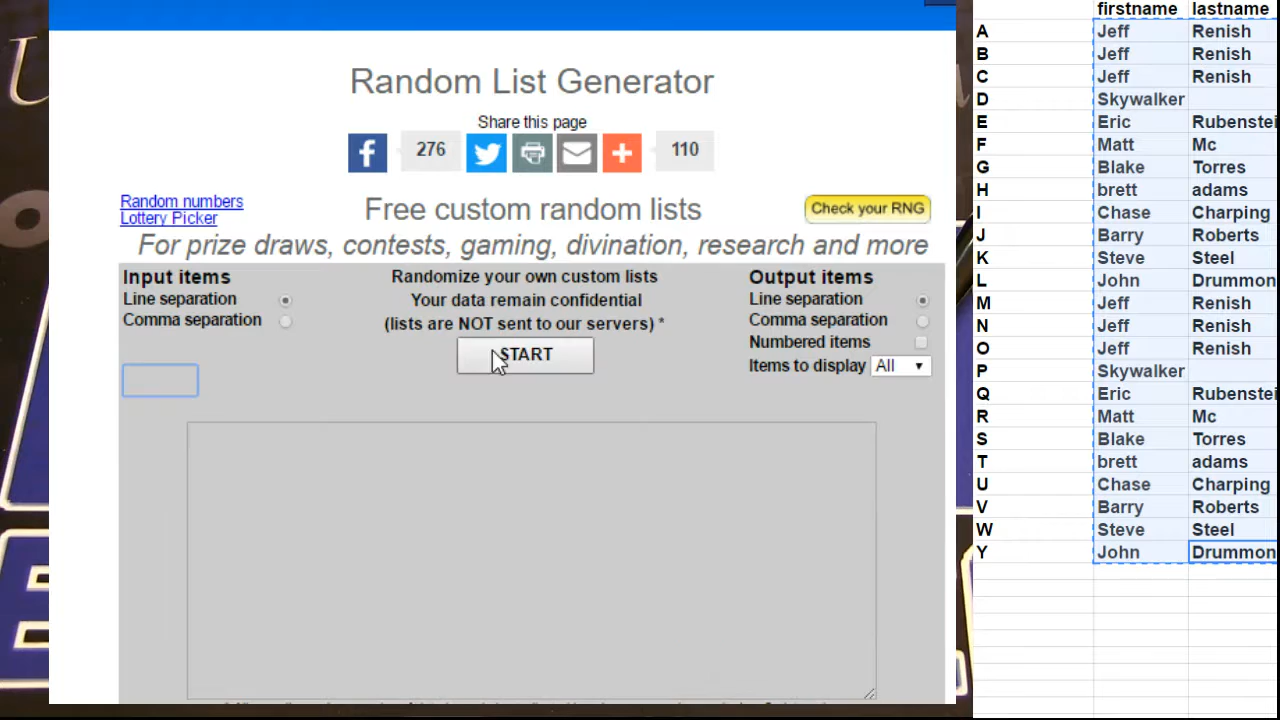 Random List Generator
Share this page
276
110
Random numbers
Lottery Picker
Free custom random lists
Check your RNG
For prize draws, contests, gaming, divination, research and more
Input items
Line separation
Comma separation
Randomize your own custom lists
Your data remain confidential
(lists are NOT sent to our servers) *
START
Output items
Line separation
Comma separation
Numbered items
Items to display All
firstname lastname
A Jeff Renish
B Jeff Renish
C Jeff Renish
D Skywalker
E Eric Rubenstei
F Matt Mc
G Blake Torres
H brett adams
I Chase Charping
J Barry Roberts
K Steve Steel
L John Drummon
M Jeff Renish
N Jeff Renish
O Jeff Renish
P Skywalker
Q Eric Rubenstei
R Matt Mc
S Blake Torres
T brett adams
U Chase Charping
V Barry Roberts
W Steve Steel
Y John Drummon